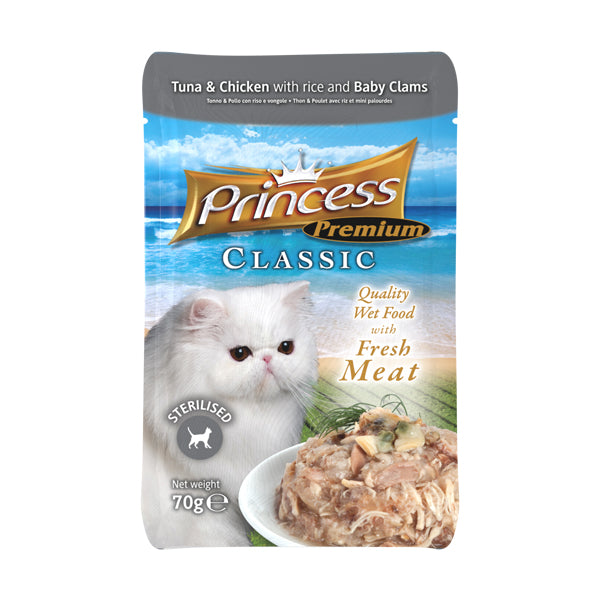 Tuna & Chicken with rice and Baby Clams
Tonno & Pollo con riso e vongole • Thon & Poulet avec riz et mini palourdes
Princess
Premium
CLASSIC
Quality
Wet Food
with
Fresh
Meat
STERILISED
Net weight
70g℮